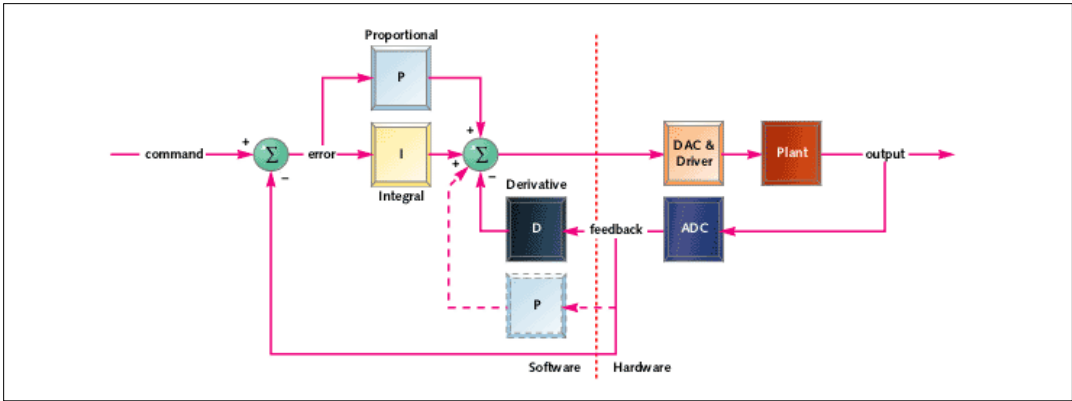 Proportional
P
+
+
command
Σ
error
I
Σ
DAC &
Driver
Plant
output
+
−
−
Integral
Derivative
D
feedback
ADC
P
Software
Hardware